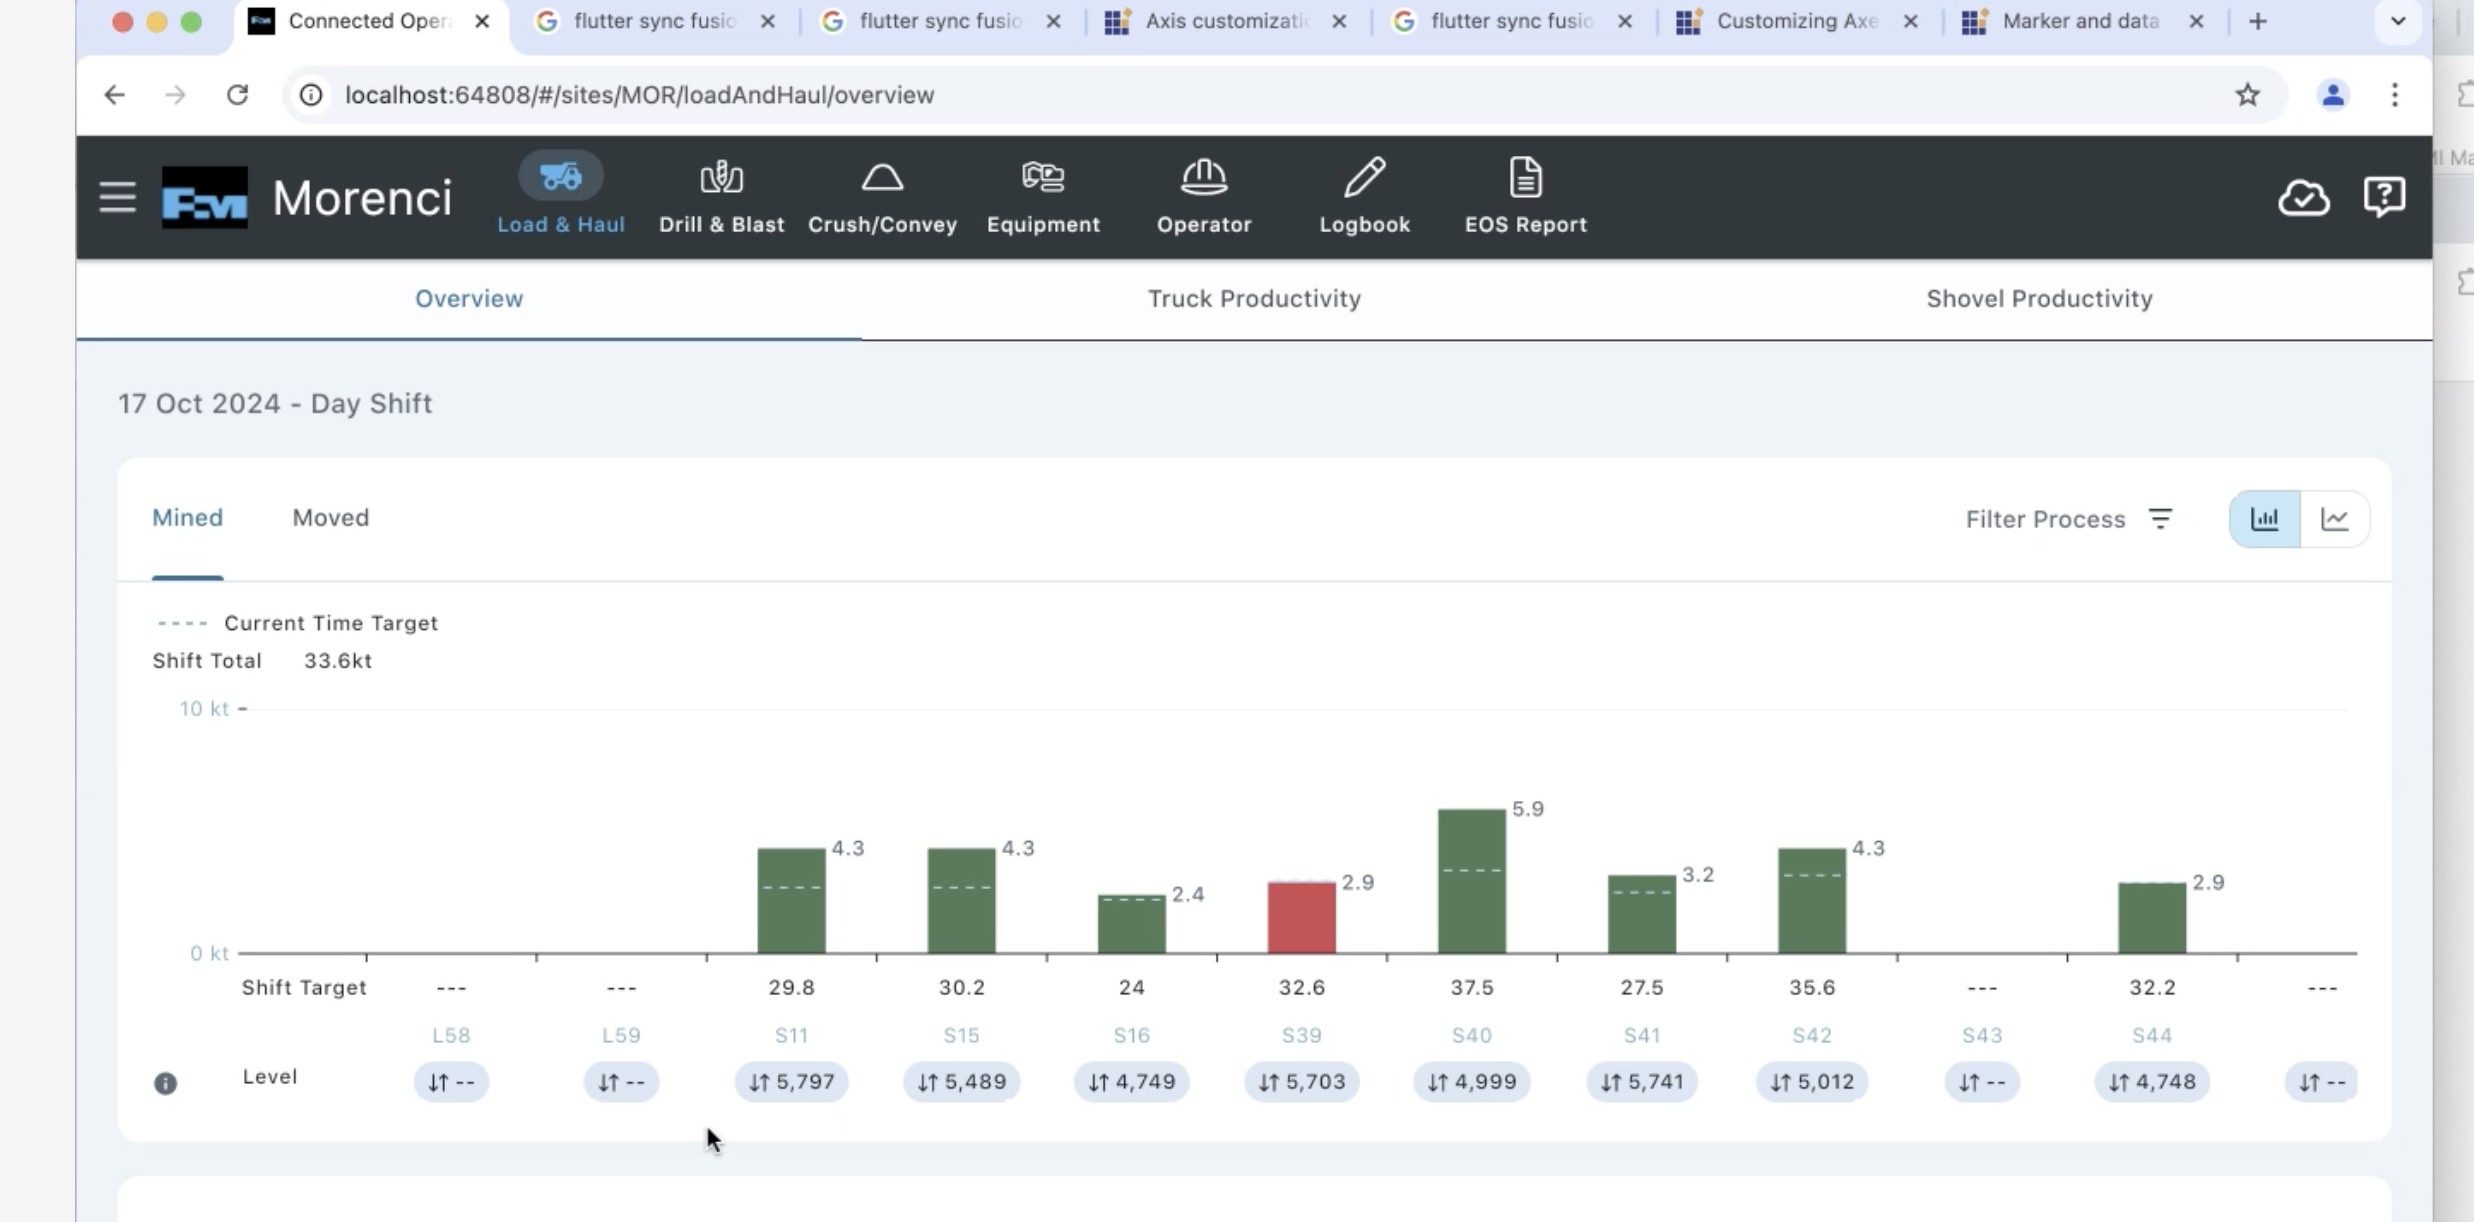 Connected Oper
flutter sync fusio
flutter sync fusio
Axis customizatio
flutter sync fusio
Customizing Axe
Marker and data
localhost:64808/#/sites/MOR/loadAndHaul/overview
FM Morenci
Load & Haul
Drill & Blast
Crush/Convey
Equipment
Operator
Logbook
EOS Report
Overview
Truck Productivity
Shovel Productivity
17 Oct 2024 - Day Shift
Mined
Moved
Filter Process
Current Time Target
Shift Total 33.6kt
10 kt
5.9
4.3 4.3 2.4 2.9 3.2 4.3 2.9
0 kt
Shift Target --- --- 29.8 30.2 24 32.6 37.5 27.5 35.6 --- 32.2 ---
L58 L59 S11 S15 S16 S39 S40 S41 S42 S43 S44
Level ↓↑ -- ↓↑ -- ↓↑ 5,797 ↓↑ 5,489 ↓↑ 4,749 ↓↑ 5,703 ↓↑ 4,999 ↓↑ 5,741 ↓↑ 5,012 ↓↑ -- ↓↑ 4,748 ↓↑ --